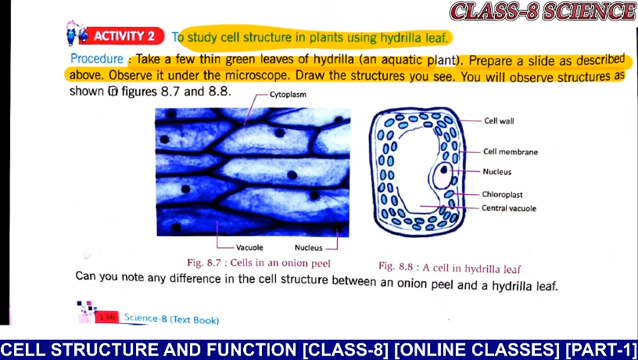 CLASS-8 SCIENCE
ACTIVITY 2 To study cell structure in plants using hydrilla leaf.
Procedure : Take a few thin green leaves of hydrilla (an aquatic plant). Prepare a slide as described
above. Observe it under the microscope. Draw the structures you see. You will observe structures as
shown in figures 8.7 and 8.8.
Cytoplasm
Cell wall
Cell membrane
Nucleus
Chloroplast
Central vacuole
Vacuole
Nucleus
Fig. 8.7 : Cells in an onion peel
Fig. 8.8 : A cell in hydrilla leaf
Can you note any difference in the cell structure between an onion peel and a hydrilla leaf.
Science-8 (Text Book)
CELL STRUCTURE AND FUNCTION [CLASS-8] [ONLINE CLASSES] [PART-1]